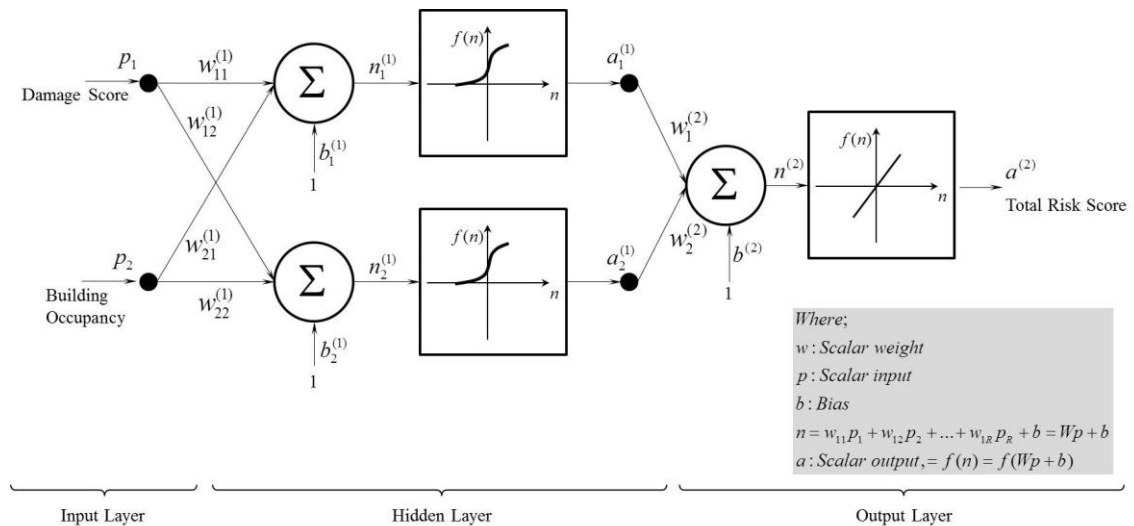 p₁
Damage Score
w₁₁⁽¹⁾
w₁₂⁽¹⁾
Σ
b₁⁽¹⁾
1
n₁⁽¹⁾
f(n)
n
a₁⁽¹⁾
p₂
Building
Occupancy
w₂₁⁽¹⁾
w₂₂⁽¹⁾
Σ
b₂⁽¹⁾
1
n₂⁽¹⁾
f(n)
n
a₂⁽¹⁾
w₁⁽²⁾
w₂⁽²⁾
Σ
b⁽²⁾
1
n⁽²⁾
f(n)
n
a⁽²⁾
Total Risk Score
Where;
w : Scalar weight
p : Scalar input
b : Bias
n = w₁₁p₁ + w₁₂p₂ + ... + w₁RpR + b = Wp + b
a : Scalar output, = f(n) = f(Wp + b)
Input Layer
Hidden Layer
Output Layer